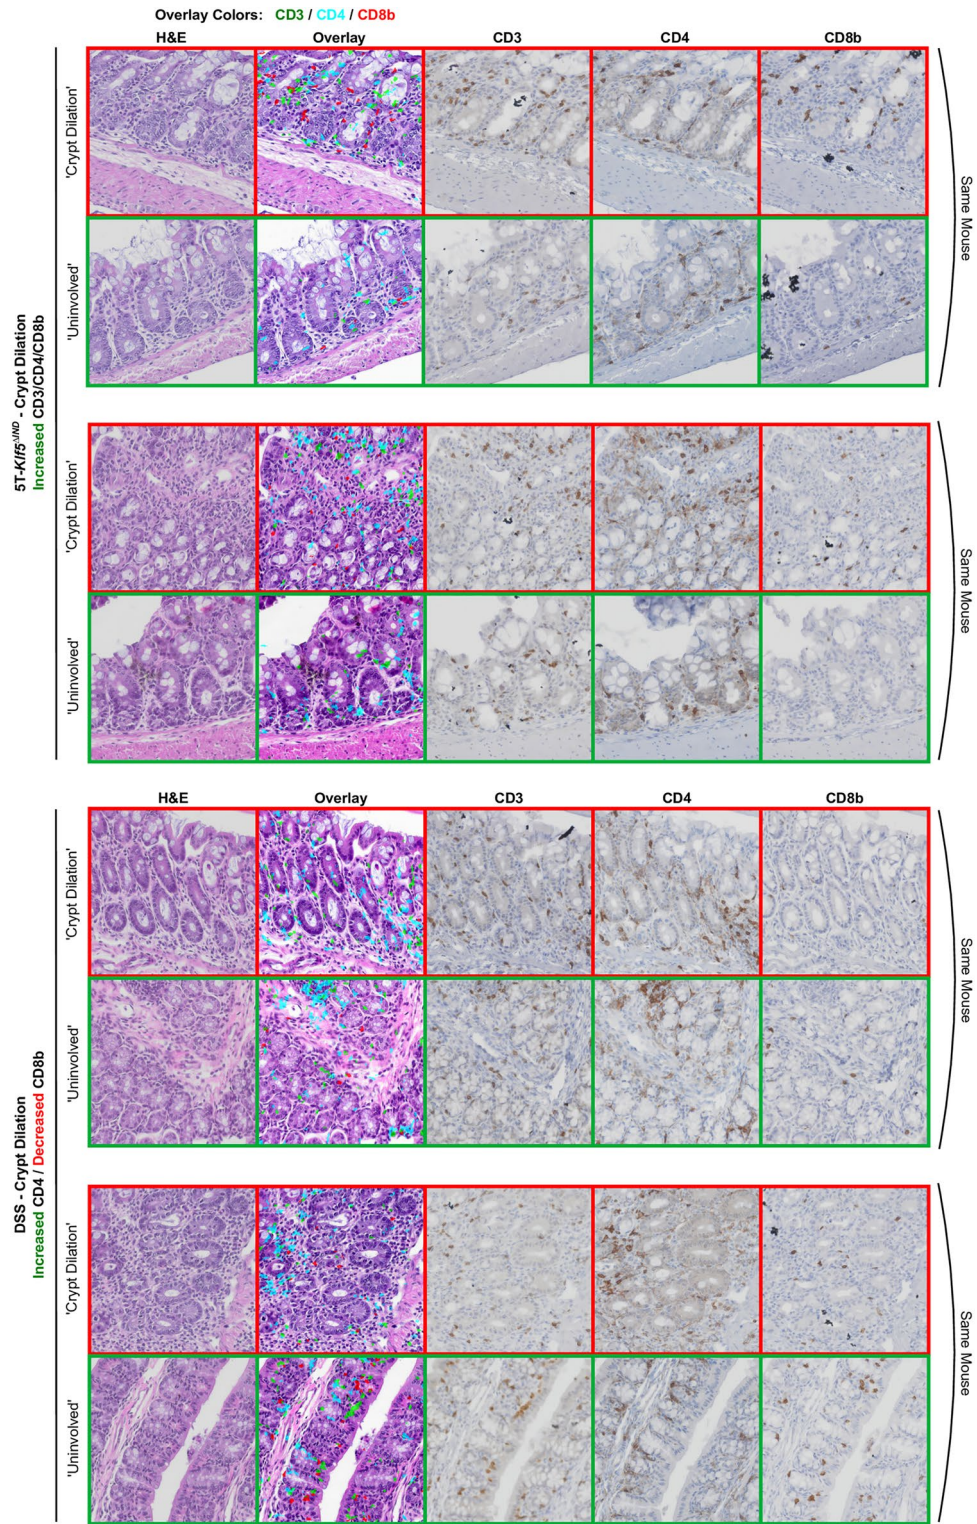 Overlay Colors: CD3 / CD4 / CD8b
H&E Overlay CD3 CD4 CD8b
5T-Klf5ΔIND - Crypt Dilation
Increased CD3/CD4/CD8b
'Crypt Dilation'
'Uninvolved'
Same Mouse
'Crypt Dilation'
'Uninvolved'
Same Mouse
H&E Overlay CD3 CD4 CD8b
DSS - Crypt Dilation
Increased CD4 / Decreased CD8b
'Crypt Dilation'
'Uninvolved'
Same Mouse
'Crypt Dilation'
'Uninvolved'
Same Mouse